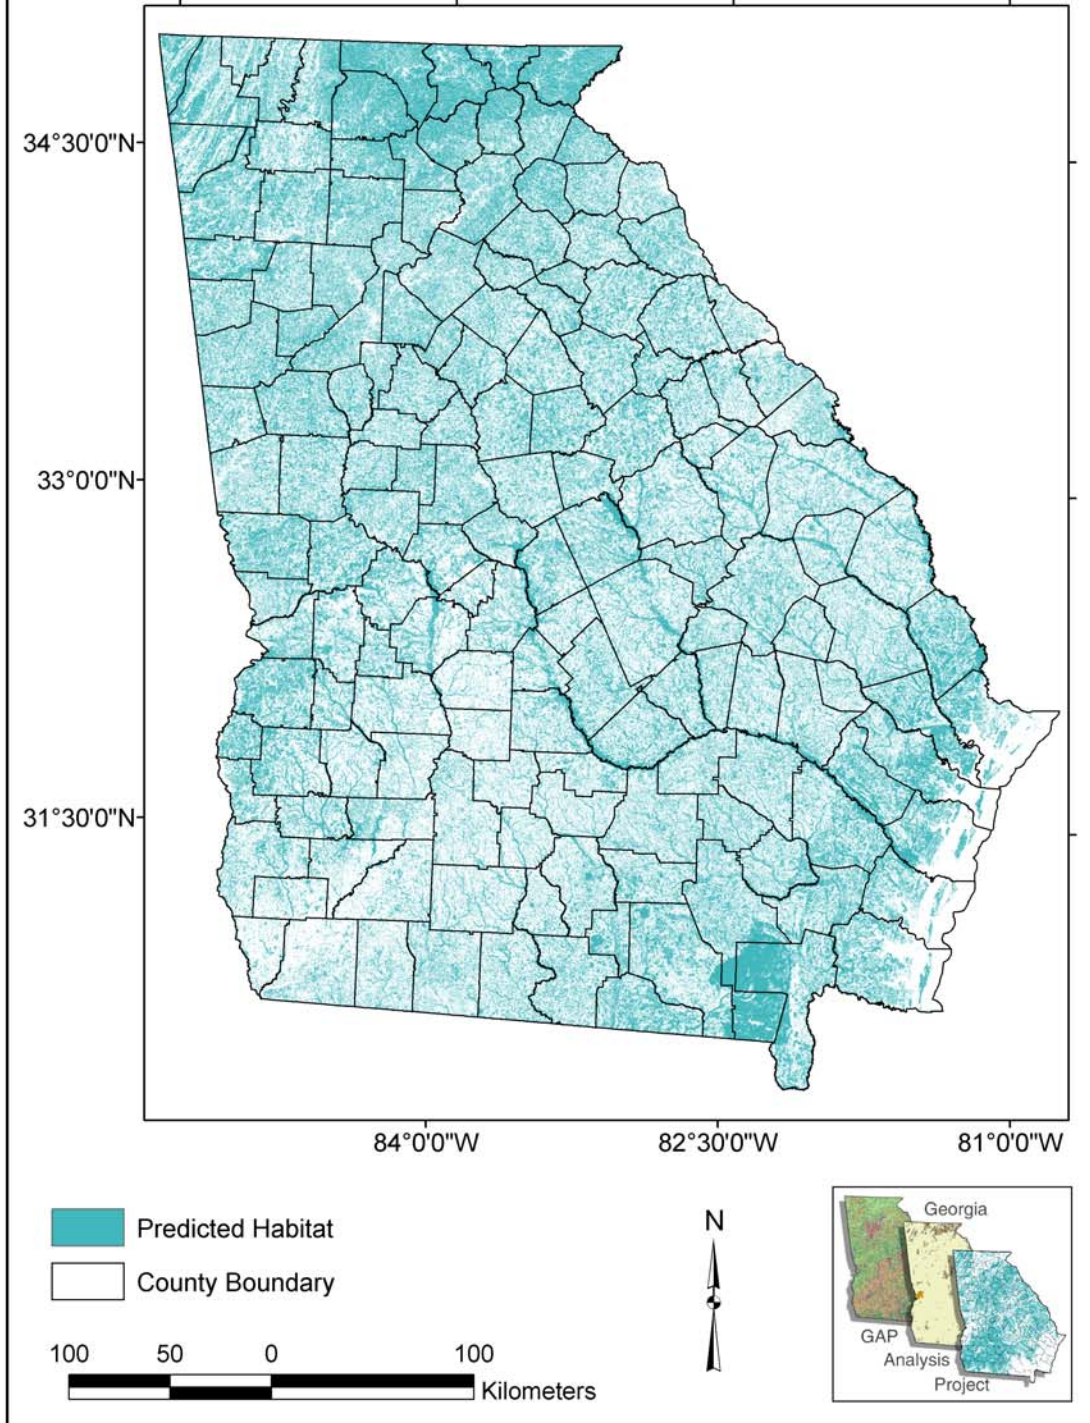 34°30'0"N
33°0'0"N
31°30'0"N
84°0'0"W 82°30'0"W 81°0'0"W
Predicted Habitat
County Boundary
N
100 50 0 100
Kilometers
Georgia
GAP
Analysis
Project